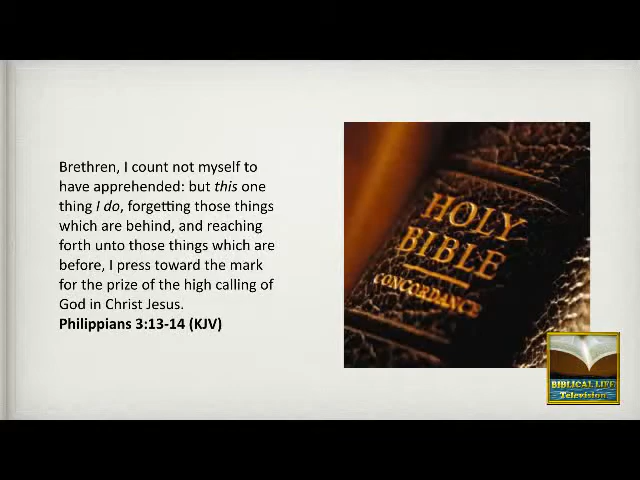 Brethren, I count not myself to
have apprehended: but this one
thing I do, forgetting those things
which are behind, and reaching
forth unto those things which are
before, I press toward the mark
for the prize of the high calling of
God in Christ Jesus.
Philippians 3:13-14 (KJV)
HOLY
BIBLE
CONCORDANCE
BIBLICAL LIFE
Television